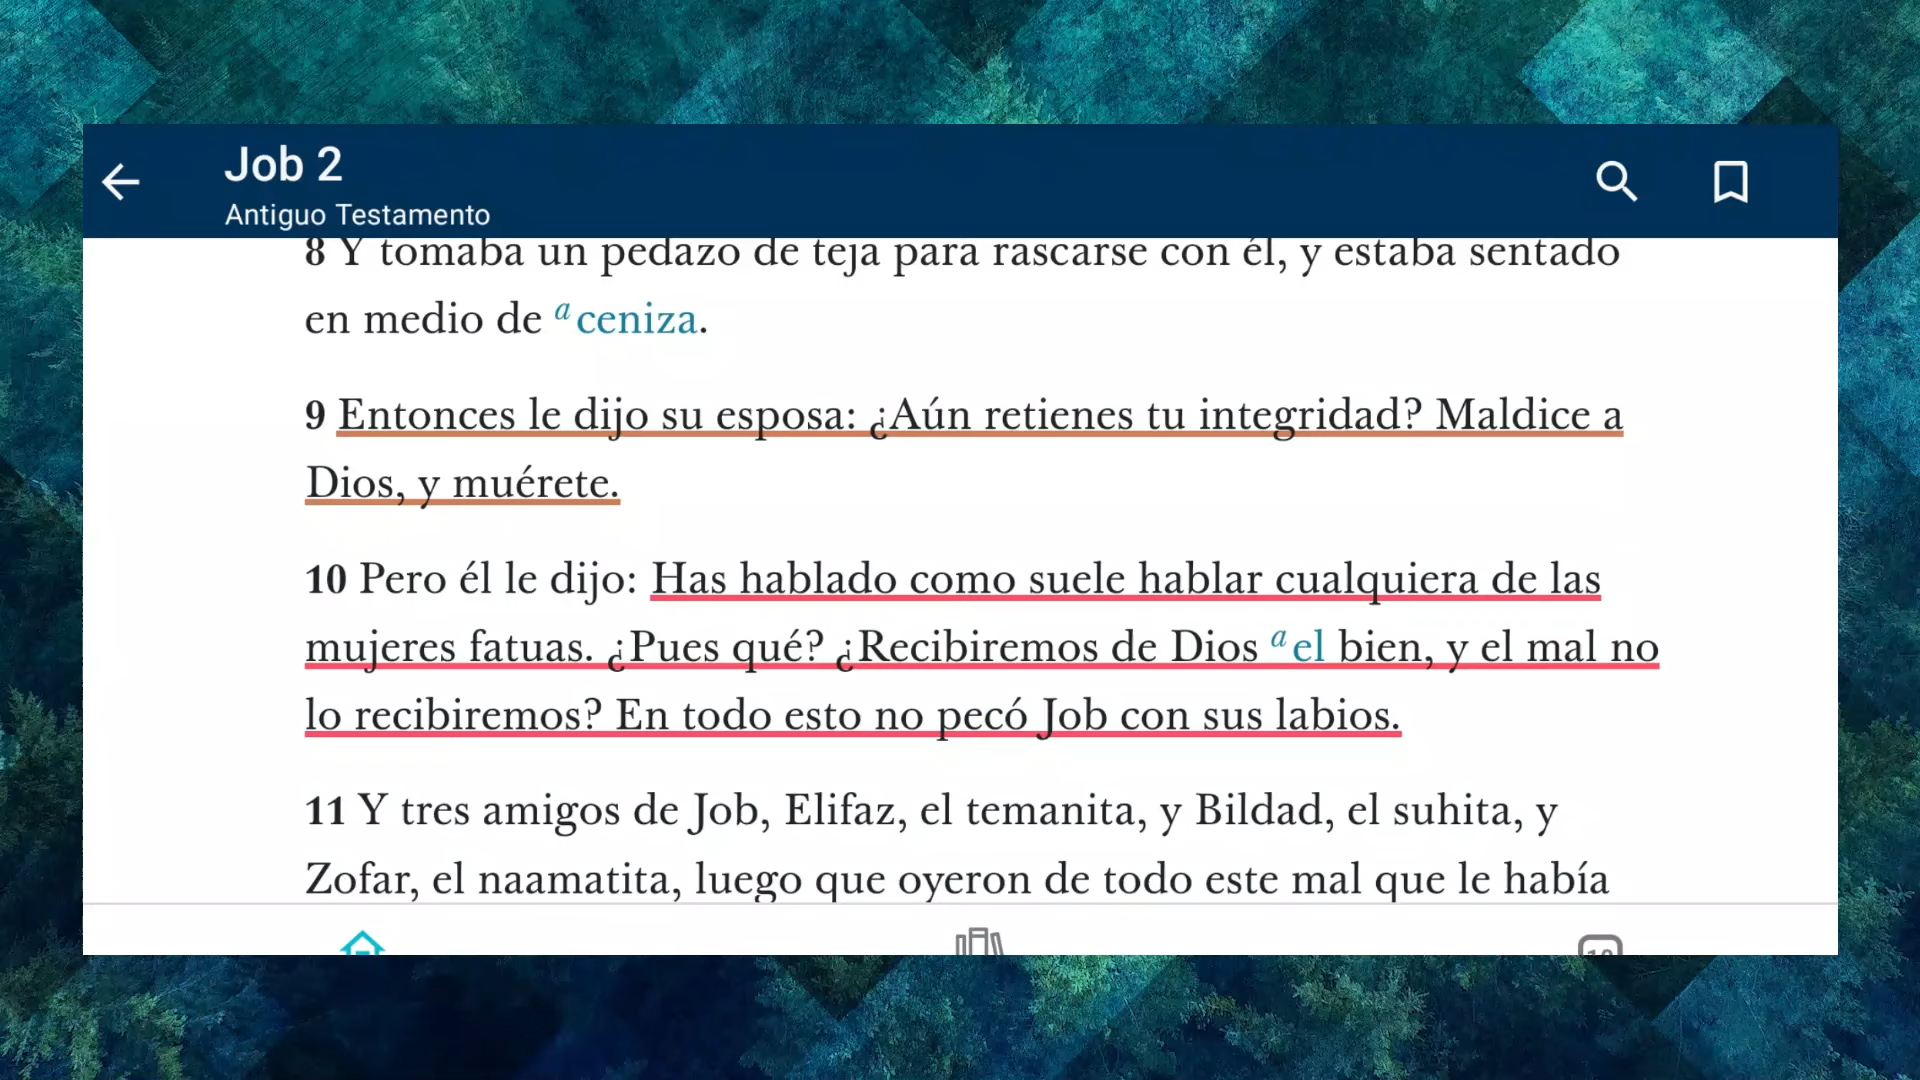 Job 2
Antiguo Testamento
8 Y tomaba un pedazo de teja para rascarse con él, y estaba sentado
en medio de a ceniza.
9 Entonces le dijo su esposa: ¿Aún retienes tu integridad? Maldice a
Dios, y muérete.
10 Pero él le dijo: Has hablado como suele hablar cualquiera de las
mujeres fatuas. ¿Pues qué? ¿Recibiremos de Dios a el bien, y el mal no
lo recibiremos? En todo esto no pecó Job con sus labios.
11 Y tres amigos de Job, Elifaz, el temanita, y Bildad, el suhita, y
Zofar, el naamatita, luego que oyeron de todo este mal que le había